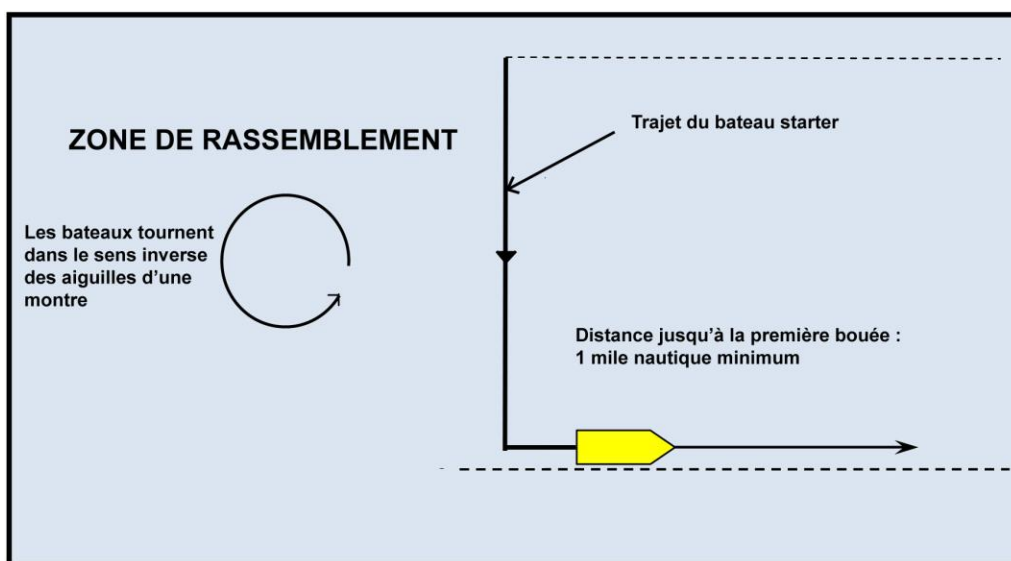 ZONE DE RASSEMBLEMENT
Trajet du bateau starter
Les bateaux tournent
dans le sens inverse
des aiguilles d’une
montre
Distance jusqu’à la première bouée :
1 mile nautique minimum